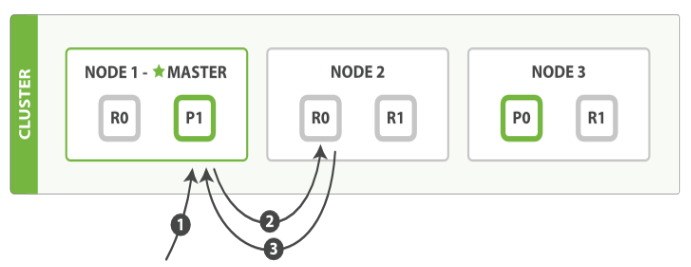 CLUSTER
NODE 1 - ★ MASTER
R0
P1
NODE 2
R0
R1
NODE 3
P0
R1
1
2
3